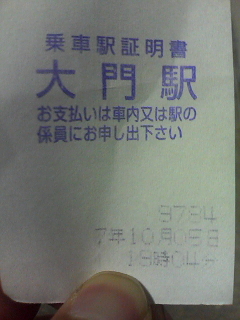 乗車駅証明書
大門駅
お支払いは車内又は駅の
係員にお申し出下さい
9784
7年10月05日
18時04分